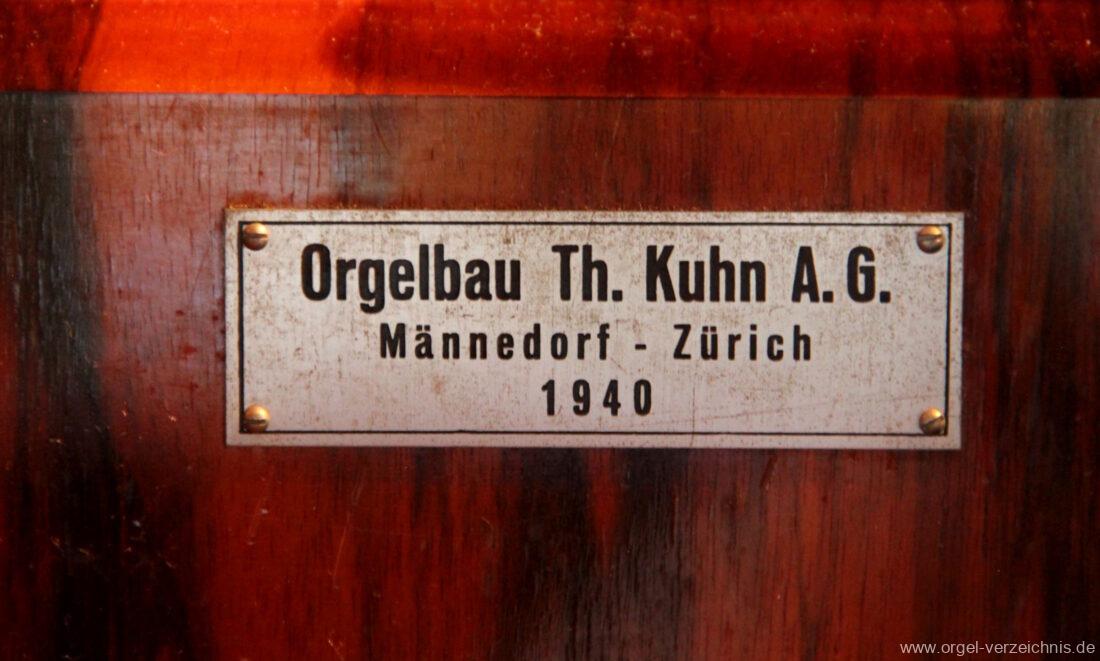 Orgelbau Th. Kuhn A.G.
Männedorf - Zürich
1940
www.orgel-verzeichnis.de